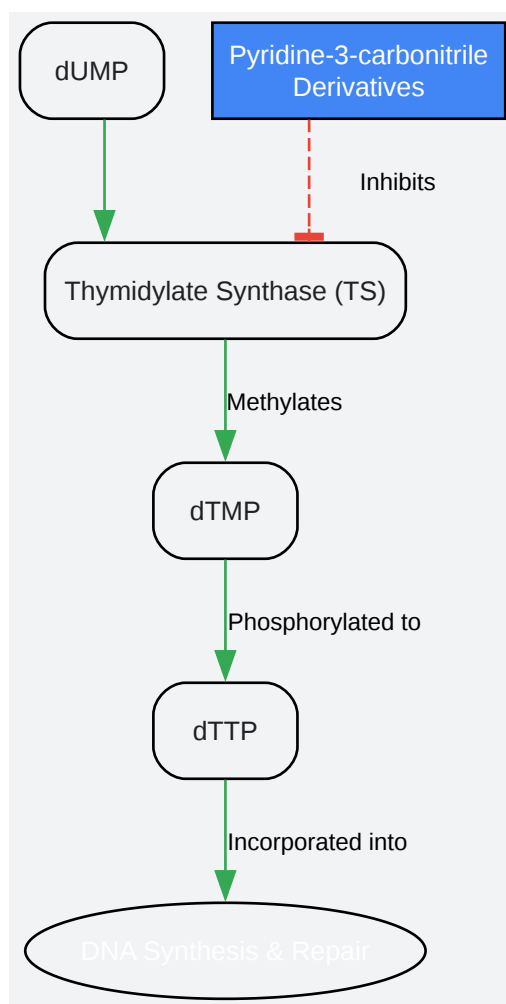 dUMP
Pyridine-3-carbonitrile
Derivatives
Inhibits
Thymidylate Synthase (TS)
Methylates
dTMP
Phosphorylated to
dTTP
Incorporated into
DNA Synthesis & Repair